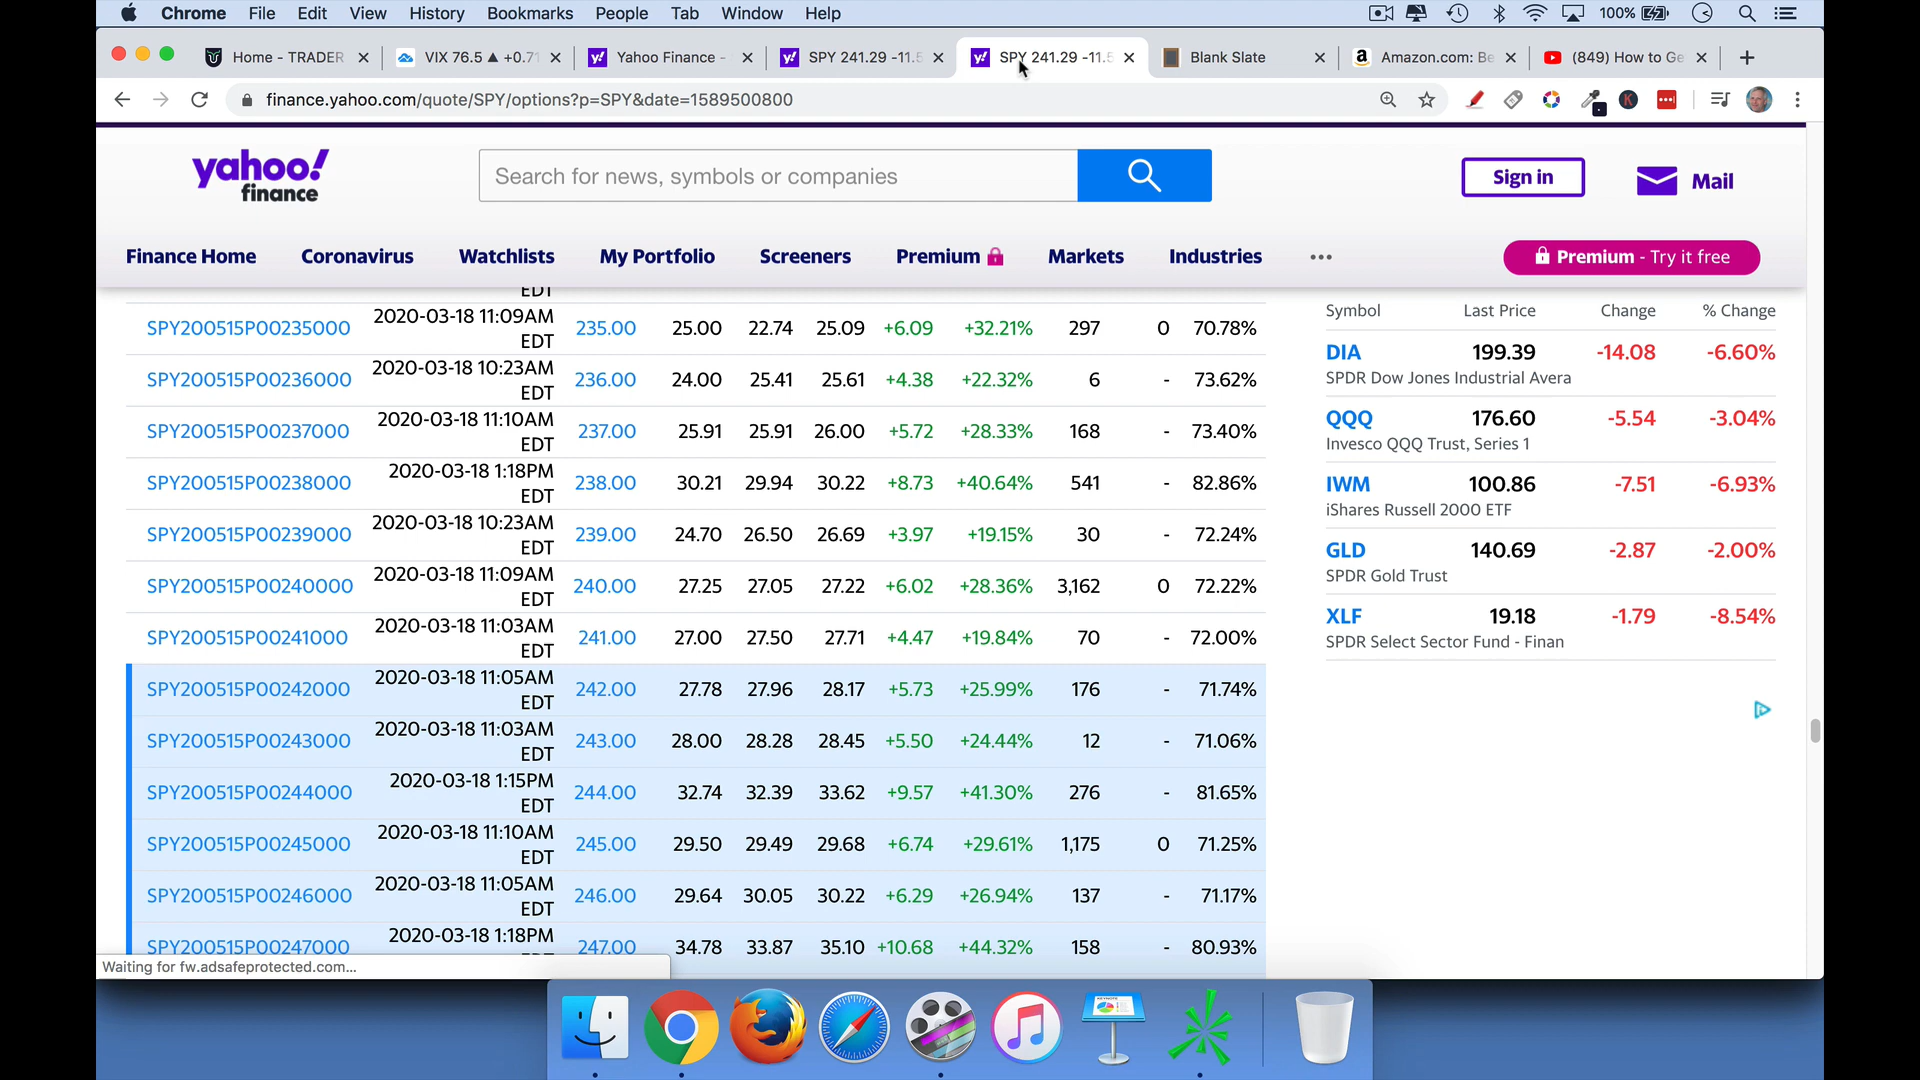 Chrome File Edit View History Bookmarks People Tab Window Help 100%
Home - TRADER VIX 76.5 ▲ +0.71 Yahoo Finance - SPY 241.29 -11.5 SPY 241.29 -11.5 Blank Slate Amazon.com: Be (849) How to Ge
finance.yahoo.com/quote/SPY/options?p=SPY&date=1589500800
yahoo!
finance
Search for news, symbols or companies
Sign in
Mail
Finance Home Coronavirus Watchlists My Portfolio Screeners Premium Markets Industries ••• Premium - Try it free
EDT
SPY200515P00235000 2020-03-18 11:09AM EDT 235.00 25.00 22.74 25.09 +6.09 +32.21% 297 0 70.78%
SPY200515P00236000 2020-03-18 10:23AM EDT 236.00 24.00 25.41 25.61 +4.38 +22.32% 6 - 73.62%
SPY200515P00237000 2020-03-18 11:10AM EDT 237.00 25.91 25.91 26.00 +5.72 +28.33% 168 - 73.40%
SPY200515P00238000 2020-03-18 1:18PM EDT 238.00 30.21 29.94 30.22 +8.73 +40.64% 541 - 82.86%
SPY200515P00239000 2020-03-18 10:23AM EDT 239.00 24.70 26.50 26.69 +3.97 +19.15% 30 - 72.24%
SPY200515P00240000 2020-03-18 11:09AM EDT 240.00 27.25 27.05 27.22 +6.02 +28.36% 3,162 0 72.22%
SPY200515P00241000 2020-03-18 11:03AM EDT 241.00 27.00 27.50 27.71 +4.47 +19.84% 70 - 72.00%
SPY200515P00242000 2020-03-18 11:05AM EDT 242.00 27.78 27.96 28.17 +5.73 +25.99% 176 - 71.74%
SPY200515P00243000 2020-03-18 11:03AM EDT 243.00 28.00 28.28 28.45 +5.50 +24.44% 12 - 71.06%
SPY200515P00244000 2020-03-18 1:15PM EDT 244.00 32.74 32.39 33.62 +9.57 +41.30% 276 - 81.65%
SPY200515P00245000 2020-03-18 11:10AM EDT 245.00 29.50 29.49 29.68 +6.74 +29.61% 1,175 0 71.25%
SPY200515P00246000 2020-03-18 11:05AM EDT 246.00 29.64 30.05 30.22 +6.29 +26.94% 137 - 71.17%
SPY200515P00247000 2020-03-18 1:18PM 247.00 34.78 33.87 35.10 +10.68 +44.32% 158 - 80.93%
Symbol Last Price Change % Change
DIA 199.39 -14.08 -6.60%
SPDR Dow Jones Industrial Avera
QQQ 176.60 -5.54 -3.04%
Invesco QQQ Trust, Series 1
IWM 100.86 -7.51 -6.93%
iShares Russell 2000 ETF
GLD 140.69 -2.87 -2.00%
SPDR Gold Trust
XLF 19.18 -1.79 -8.54%
SPDR Select Sector Fund - Finan
Waiting for fw.adsafeprotected.com...